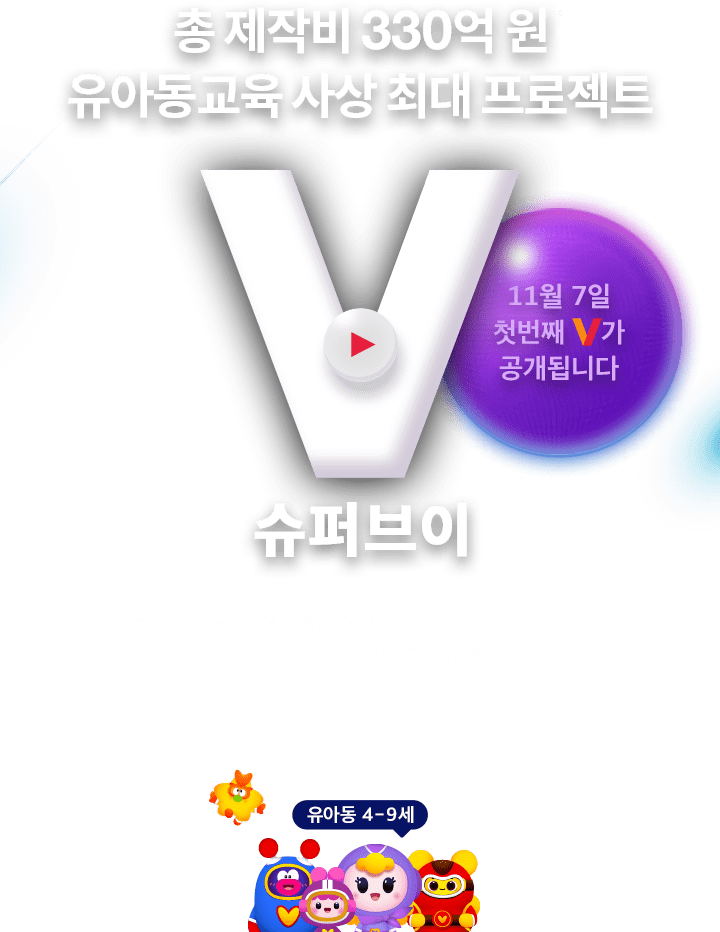 총 제작비 330억 원
유아동교육 사상 최대 프로젝트
V
11월 7일
첫번째 V가
공개됩니다
슈퍼브이
유아동 4-9세